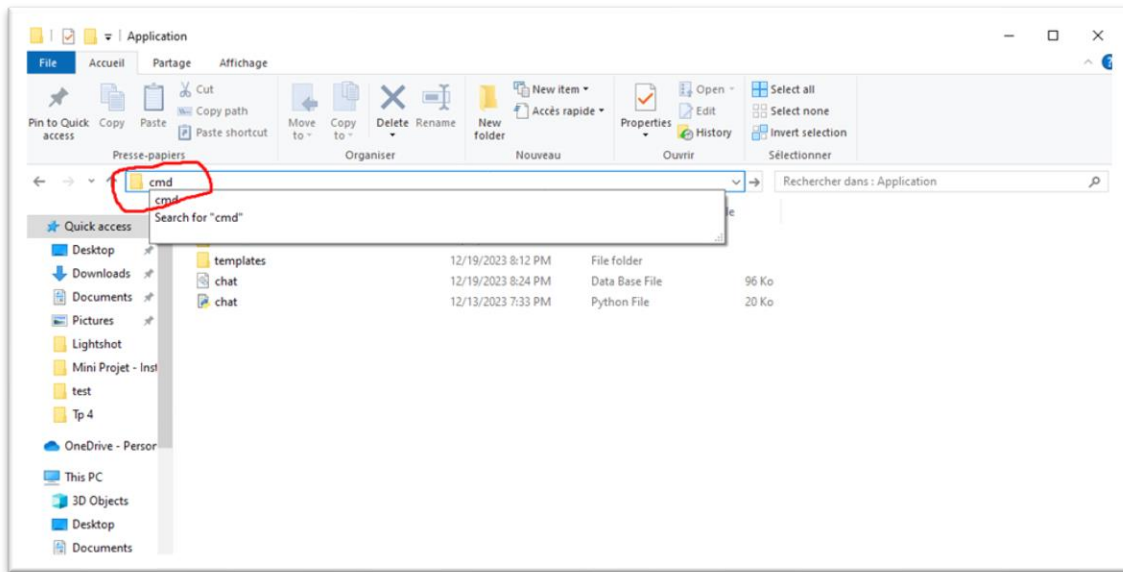 Application
File Accueil Partage Affichage
Pin to Quick access
Copy
Paste
Cut
Copy path
Paste shortcut
Move to
Copy to
Delete
Rename
New folder
New item
Accès rapide
Properties
Open
Edit
History
Select all
Select none
Invert selection
Presse-papiers Organiser Nouveau Ouvrir Sélectionner
cmd
Rechercher dans : Application
cmd
Search for "cmd"
Quick access
Desktop
Downloads
Documents
Pictures
Lightshot
Mini Projet - Inst
test
Tp 4
OneDrive - Person
This PC
3D Objects
Desktop
Documents
templates 12/19/2023 8:12 PM File folder
chat 12/19/2023 8:24 PM Data Base File 96 Ko
chat 12/13/2023 7:33 PM Python File 20 Ko